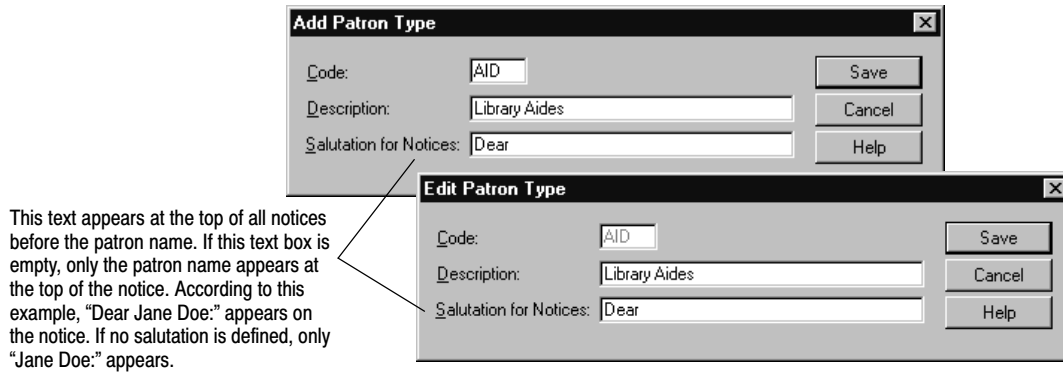 Add Patron Type
Code: AID Save
Description: Library Aides Cancel
Salutation for Notices: Dear Help
Edit Patron Type
Code: AID Save
Description: Library Aides Cancel
Salutation for Notices: Dear Help
This text appears at the top of all notices
before the patron name. If this text box is
empty, only the patron name appears at
the top of the notice. According to this
example, “Dear Jane Doe:” appears on
the notice. If no salutation is defined, only
“Jane Doe:” appears.